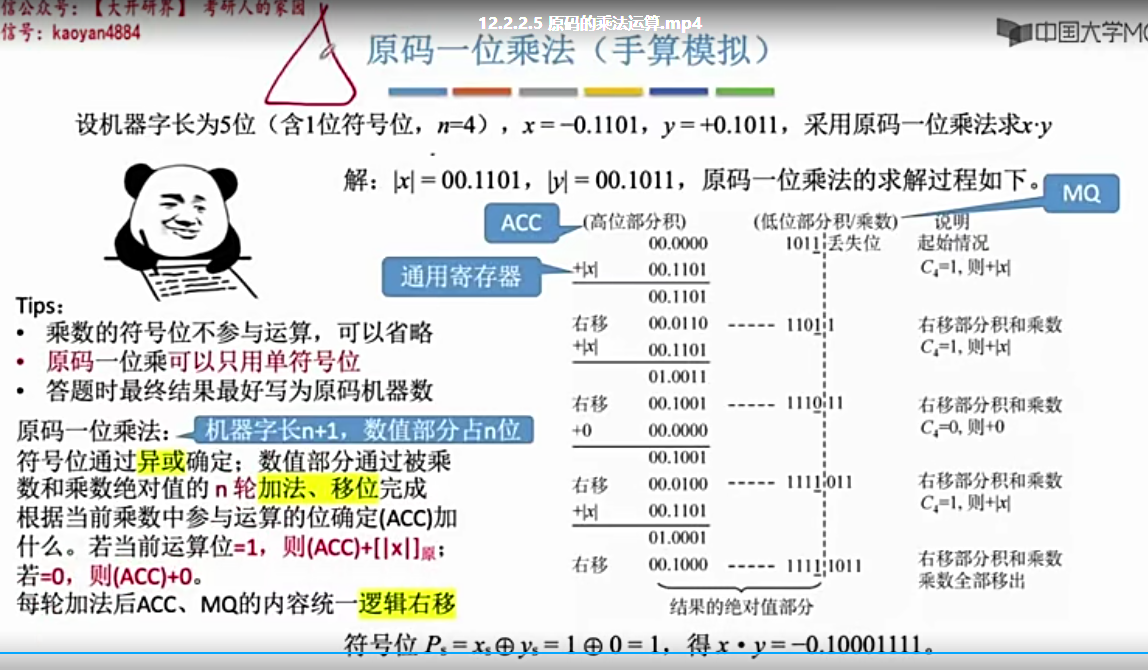 信公众号：【大开研界】 考研人的家园
信号：kaoyan4884
12.2.2.5 原码的乘法运算.mp4
中国大学MO
原码一位乘法（手算模拟）
设机器字长为5位（含1位符号位，n=4），x = −0.1101，y = +0.1011，采用原码一位乘法求x·y
解：|x| = 00.1101，|y| = 00.1011，原码一位乘法的求解过程如下。
MQ
ACC
通用寄存器
(高位部分积) (低位部分积/乘数) 说明
00.0000 1011 丢失位 起始情况
+|x| 00.1101 C₄=1, 则+|x|
00.1101
右移 00.0110 ----- 1101 1 右移部分积和乘数
+|x| 00.1101 C₄=1, 则+|x|
01.0011
右移 00.1001 ----- 1110 11 右移部分积和乘数
+0 00.0000 C₄=0, 则+0
00.1001
右移 00.0100 ----- 1111 011 右移部分积和乘数
+|x| 00.1101 C₄=1, 则+|x|
01.0001
右移 00.1000 ----- 1111 1011 右移部分积和乘数
乘数全部移出
结果的绝对值部分
Tips：
• 乘数的符号位不参与运算，可以省略
• 原码一位乘可以只用单符号位
• 答题时最终结果最好写为原码机器数
原码一位乘法：
机器字长n+1，数值部分占n位
符号位通过异或确定；数值部分通过被乘
数和乘数绝对值的 n 轮加法、移位完成
根据当前乘数中参与运算的位确定(ACC)加
什么。若当前运算位=1，则(ACC)+[|x|]原；
若=0，则(ACC)+0。
每轮加法后ACC、MQ的内容统一逻辑右移
符号位 Pₛ = xₛ⊕yₛ = 1 ⊕ 0 = 1，得 x • y = −0.10001111。